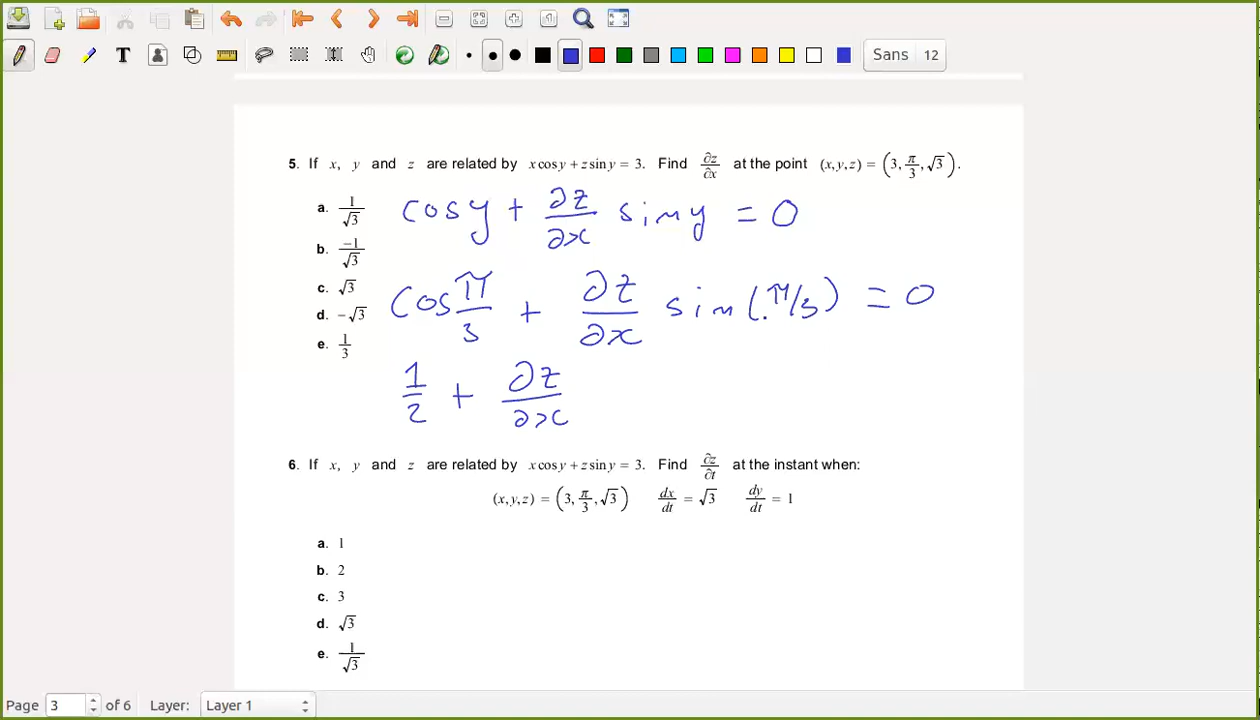 Sans 12
5. If x, y and z are related by x cos y + z sin y = 3. Find ∂z/∂x at the point (x,y,z) = (3, π/3, √3).
a. 1/√3
cos y + ∂z/∂x sin y = 0
b. −1/√3
c. √3
cos π/3 + ∂z/∂x sin(π/3) = 0
d. −√3
e. 1/3
1/2 + ∂z/∂x
6. If x, y and z are related by x cos y + z sin y = 3. Find ∂z/∂t at the instant when:
(x,y,z) = (3, π/3, √3) dx/dt = √3 dy/dt = 1
a. 1
b. 2
c. 3
d. √3
e. 1/√3
Page 3 of 6 Layer: Layer 1